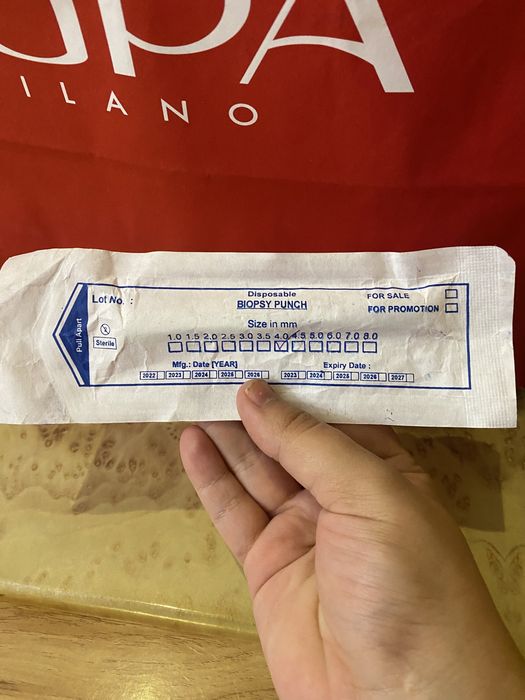 UPA
ILANO
Pull Apart
Lot No. :
Sterile
Disposable
BIOPSY PUNCH
FOR SALE
FOR PROMOTION
Size in mm
1.0 1.5 2.0 2.5 3.0 3.5 4.0 4.5 5.0 6.0 7.0 8.0
Mfg.: Date [YEAR] Expiry Date :
2022 2023 2024 2025 2026 2023 2024 2025 2026 2027